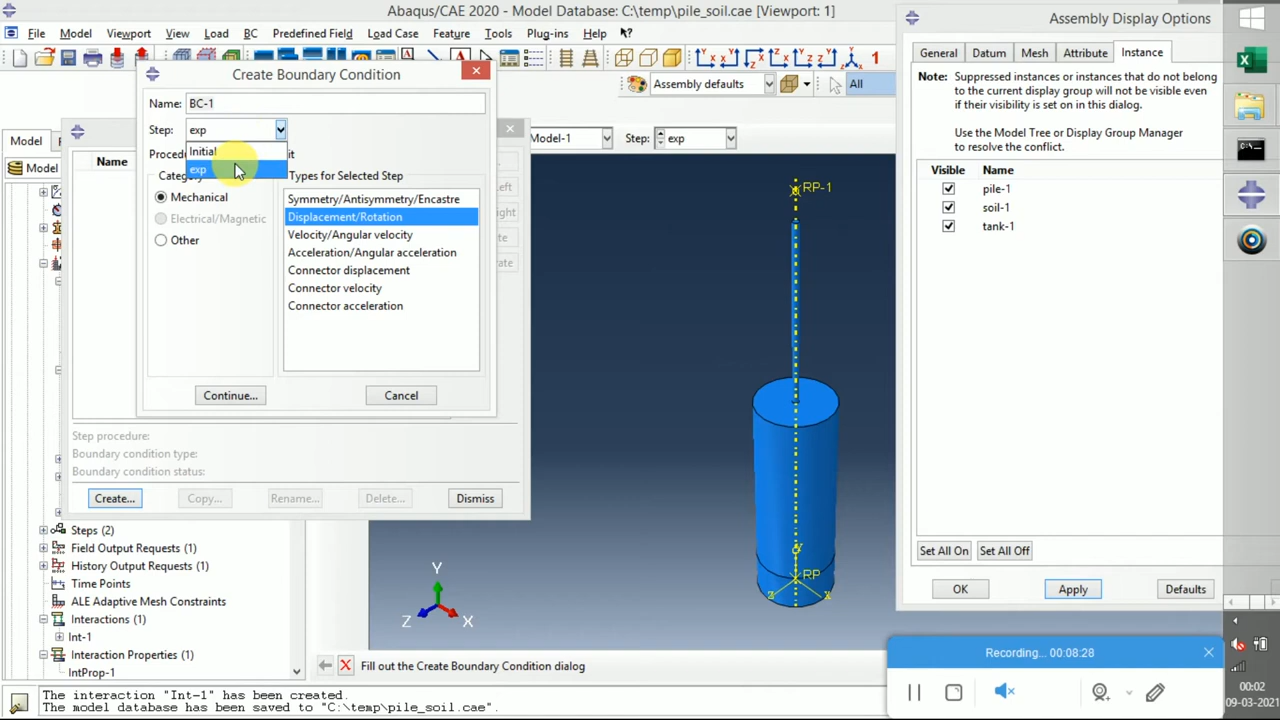 Abaqus/CAE 2020 - Model Database: C:\temp\pile_soil.cae [Viewport: 1]
File Model Viewport View Load BC Predefined Field Load Case Feature Tools Plug-ins Help
Assembly defaults
All
Model
Model
Name
Create Boundary Condition
Name: BC-1
Step: exp
Initial
exp
Category
Mechanical
Electrical/Magnetic
Other
Types for Selected Step
Symmetry/Antisymmetry/Encastre
Displacement/Rotation
Velocity/Angular velocity
Acceleration/Angular acceleration
Connector displacement
Connector velocity
Connector acceleration
Continue...
Cancel
Step procedure:
Boundary condition type:
Boundary condition status:
Create...
Copy...
Rename...
Delete...
Dismiss
Model-1
Step: exp
Steps (2)
Field Output Requests (1)
History Output Requests (1)
Time Points
ALE Adaptive Mesh Constraints
Interactions (1)
Int-1
Interaction Properties (1)
IntProp-1
RP-1
RP
Y
Z
X
Fill out the Create Boundary Condition dialog
The interaction "Int-1" has been created.
The model database has been saved to "C:\temp\pile_soil.cae".
Assembly Display Options
General Datum Mesh Attribute Instance
Note: Suppressed instances or instances that do not belong
to the current display group will not be visible even
if their visibility is set on in this dialog.
Use the Model Tree or Display Group Manager
to resolve the conflict.
Visible Name
pile-1
soil-1
tank-1
Set All On
Set All Off
OK
Apply
Defaults
Recording... 00:08:28
00:02
09-03-2021